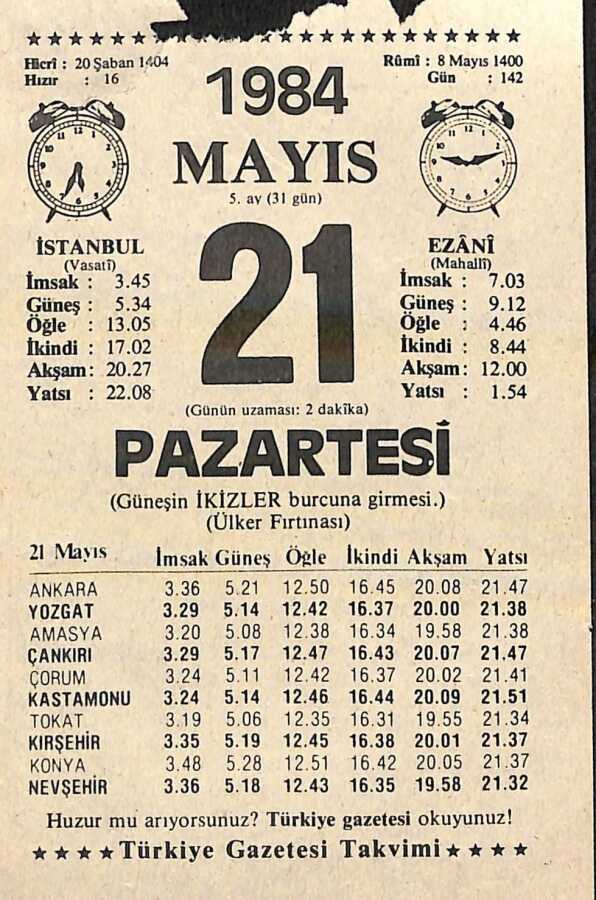 Hicrî : 20 Şaban 1404
Hızır : 16
Rûmî : 8 Mayıs 1400
Gün : 142
1984
MAYIS
5. ay (31 gün)
21
(Günün uzaması: 2 dakîka)
İSTANBUL
(Vasatî)
İmsak : 3.45
Güneş : 5.34
Öğle : 13.05
İkindi : 17.02
Akşam: 20.27
Yatsı : 22.08
EZÂNÎ
(Mahallî)
İmsak : 7.03
Güneş : 9.12
Öğle : 4.46
İkindi : 8.44
Akşam: 12.00
Yatsı : 1.54
PAZARTESİ
(Güneşin İKİZLER burcuna girmesi.)
(Ülker Fırtınası)
21 Mayıs İmsak Güneş Öğle İkindi Akşam Yatsı
ANKARA 3.36 5.21 12.50 16.45 20.08 21.47
YOZGAT 3.29 5.14 12.42 16.37 20.00 21.38
AMASYA 3.20 5.08 12.38 16.34 19.58 21.38
ÇANKIRI 3.29 5.17 12.47 16.43 20.07 21.47
ÇORUM 3.24 5.11 12.42 16.37 20.02 21.41
KASTAMONU 3.24 5.14 12.46 16.44 20.09 21.51
TOKAT 3.19 5.06 12.35 16.31 19.55 21.34
KIRŞEHİR 3.35 5.19 12.45 16.38 20.01 21.37
KONYA 3.48 5.28 12.51 16.42 20.05 21.37
NEVŞEHİR 3.36 5.18 12.43 16.35 19.58 21.32
Huzur mu arıyorsunuz? Türkiye gazetesi okuyunuz!
★★★★Türkiye Gazetesi Takvimi★★★★